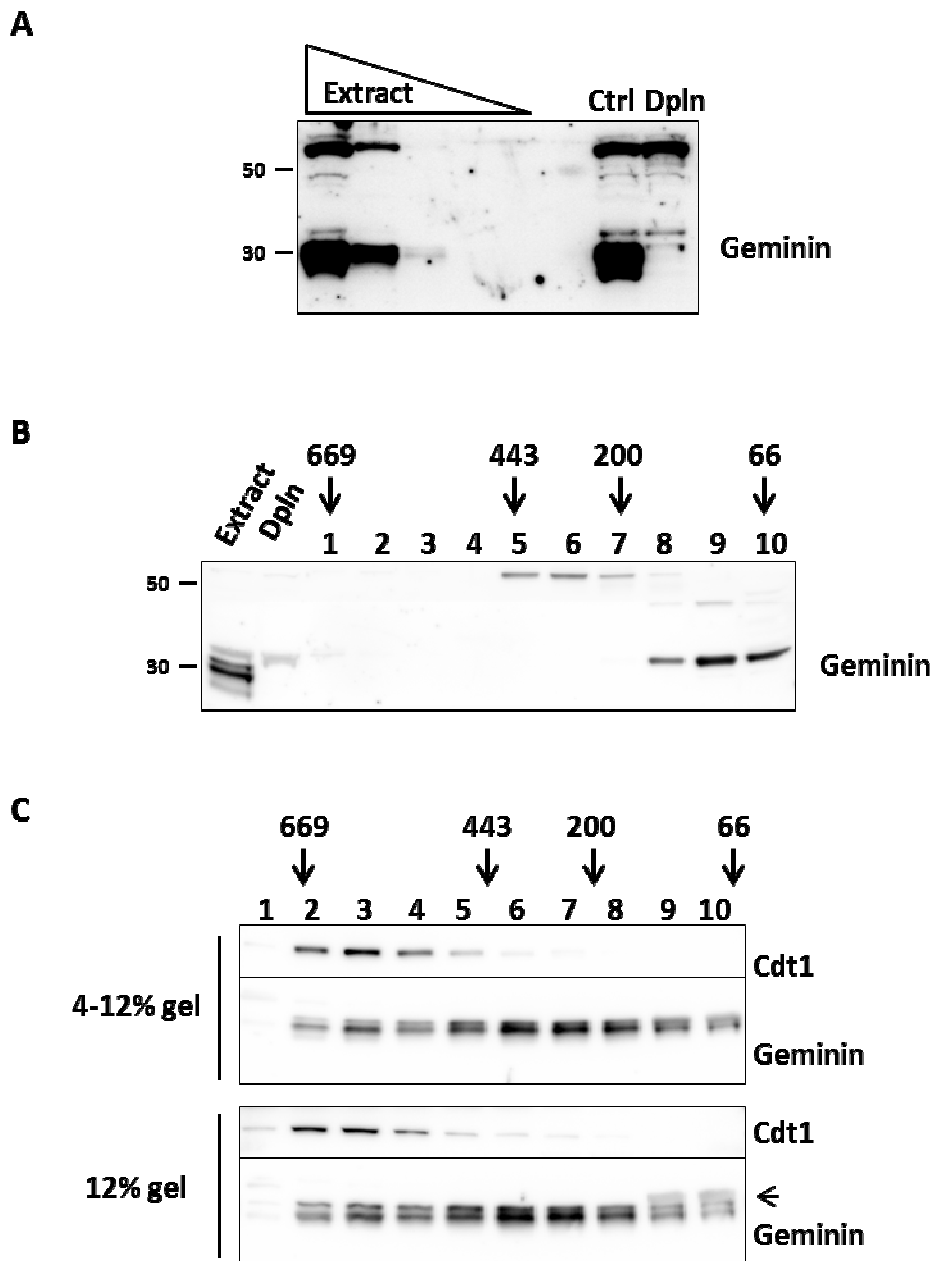 A
Extract
Ctrl Dpln
50
30
Geminin
B
669 443 200 66
Extract
Dpln
1 2 3 4 5 6 7 8 9 10
50
30
Geminin
C
669 443 200 66
1 2 3 4 5 6 7 8 9 10
4-12% gel
Cdt1
Geminin
12% gel
Cdt1
Geminin